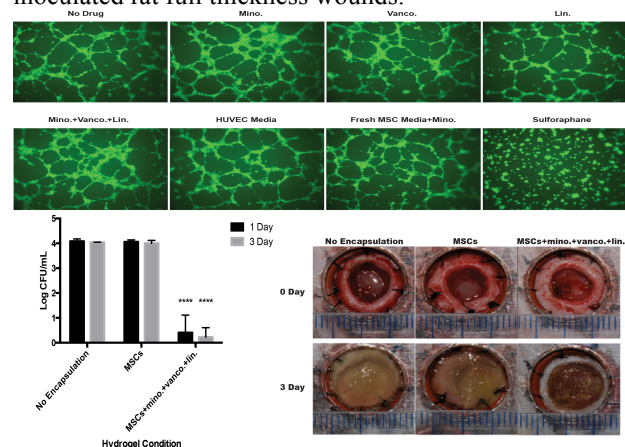 inoculated rat full thickness wounds.
No Drug Mino. Vanco. Lin.
Mino.+Vanco.+Lin. HUVEC Media Fresh MSC Media+Mino. Sulforaphane
5
4
3
2
1
0
Log CFU/mL
1 Day
3 Day
**** ****
No Encapsulation
MSCs
MSCs+mino.+vanco.+lin.
Hydrogel Condition
No Encapsulation MSCs MSCs+mino.+vanco.+lin.
0 Day
3 Day